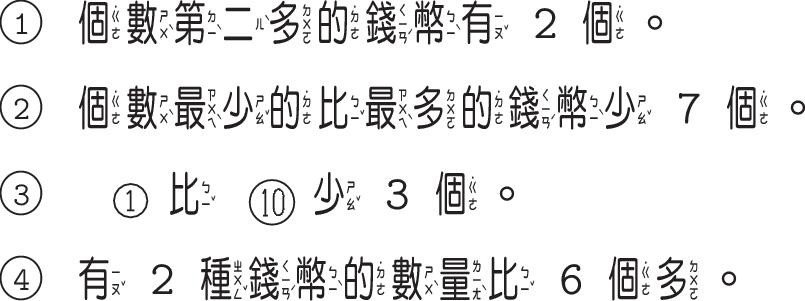 ① 個數第二多的錢幣有 2 個。
② 個數最少的比最多的錢幣少 7 個。
③ ① 比 ⑩ 少 3 個。
④ 有 2 種錢幣的數量比 6 個多。